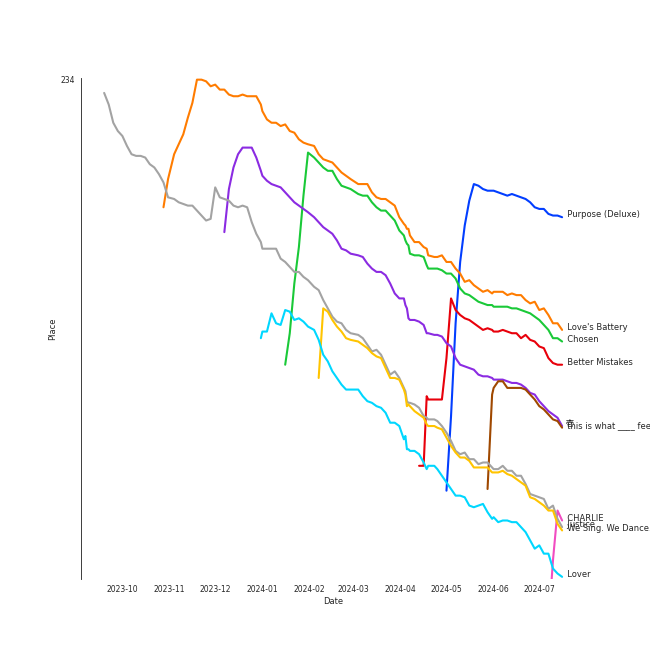 234
Place
Purpose (Deluxe)
Love's Battery
Chosen
Better Mistakes
this is what ____ fee
CHARLIE
Justice
We Sing. We Dance.
Lover
2023-10 2023-11 2023-12 2024-01 2024-02 2024-03 2024-04 2024-05 2024-06 2024-07
Date